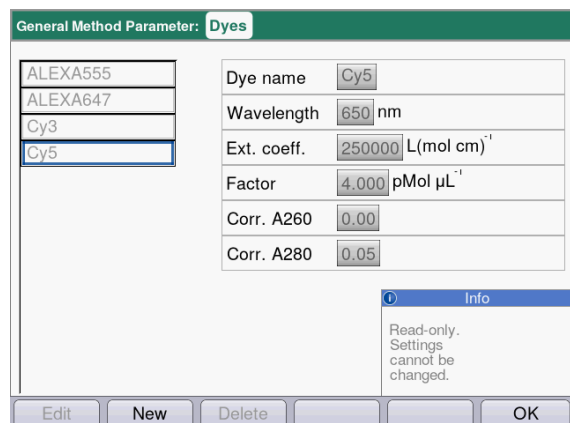 General Method Parameter: Dyes
ALEXA555
ALEXA647
Cy3
Cy5
Dye name Cy5
Wavelength 650 nm
Ext. coeff. 250000 L(mol cm)⁻¹
Factor 4.000 pMol µL⁻¹
Corr. A260 0.00
Corr. A280 0.05
Info
Read-only.
Settings
cannot be
changed.
Edit New Delete OK